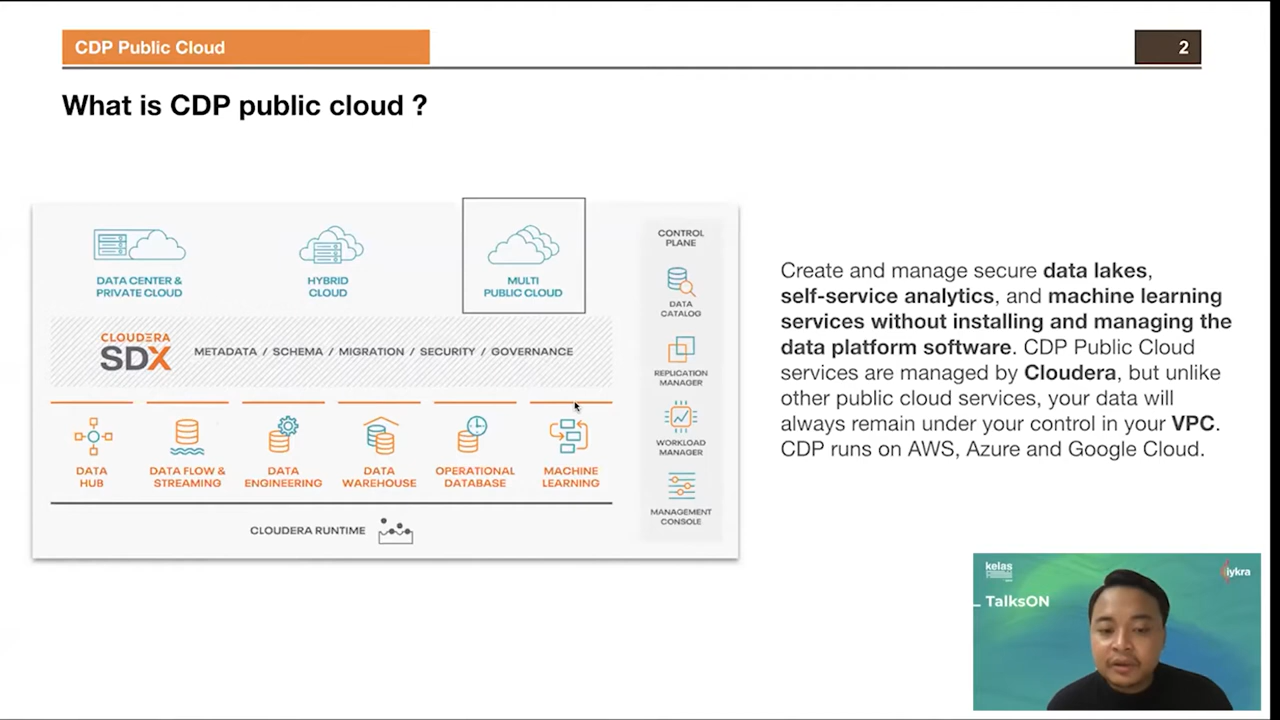 CDP Public Cloud
2
What is CDP public cloud ?
DATA CENTER &
PRIVATE CLOUD
HYBRID
CLOUD
MULTI
PUBLIC CLOUD
CLOUDERA
SDX
METADATA / SCHEMA / MIGRATION / SECURITY / GOVERNANCE
DATA
HUB
DATA FLOW &
STREAMING
DATA
ENGINEERING
DATA
WAREHOUSE
OPERATIONAL
DATABASE
MACHINE
LEARNING
CLOUDERA RUNTIME
CONTROL
PLANE
DATA
CATALOG
REPLICATION
MANAGER
WORKLOAD
MANAGER
MANAGEMENT
CONSOLE
Create and manage secure data lakes,
self-service analytics, and machine learning
services without installing and managing the
data platform software. CDP Public Cloud
services are managed by Cloudera, but unlike
other public cloud services, your data will
always remain under your control in your VPC.
CDP runs on AWS, Azure and Google Cloud.
kelas
iykra
TalksON